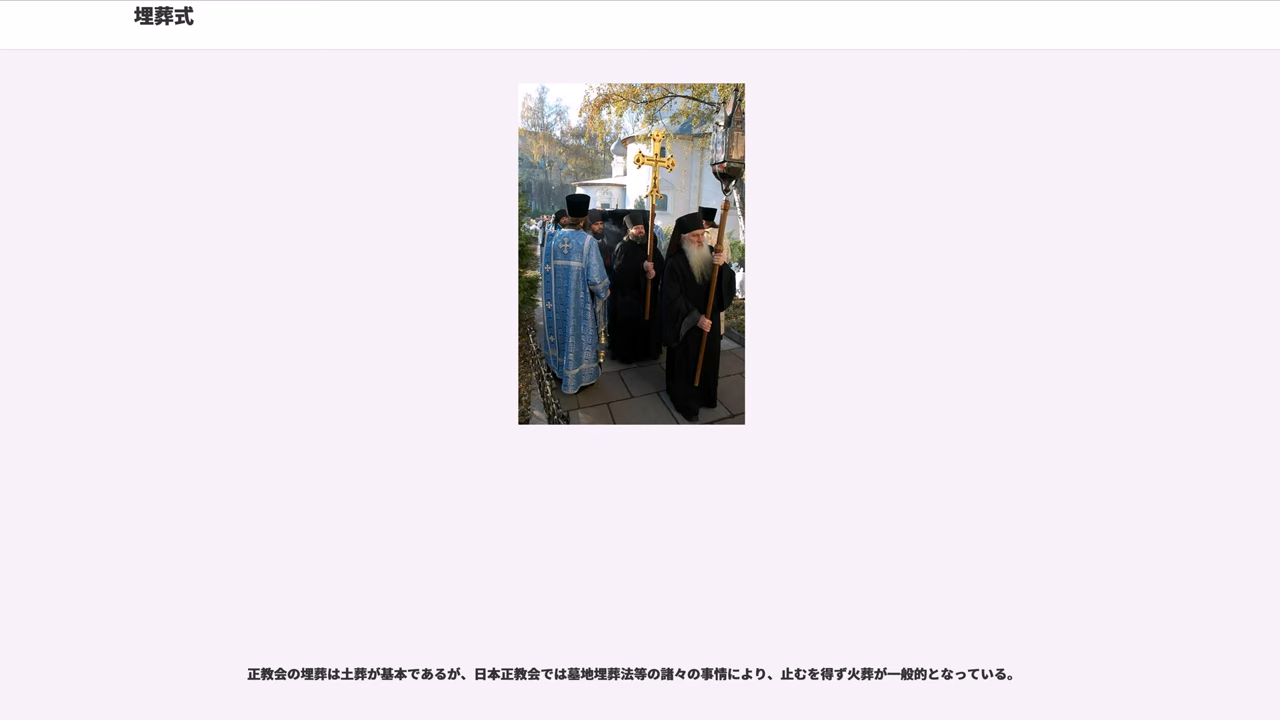 埋葬式
正教会の埋葬は土葬が基本であるが、日本正教会では墓地埋葬法等の諸々の事情により、止むを得ず火葬が一般的となっている。